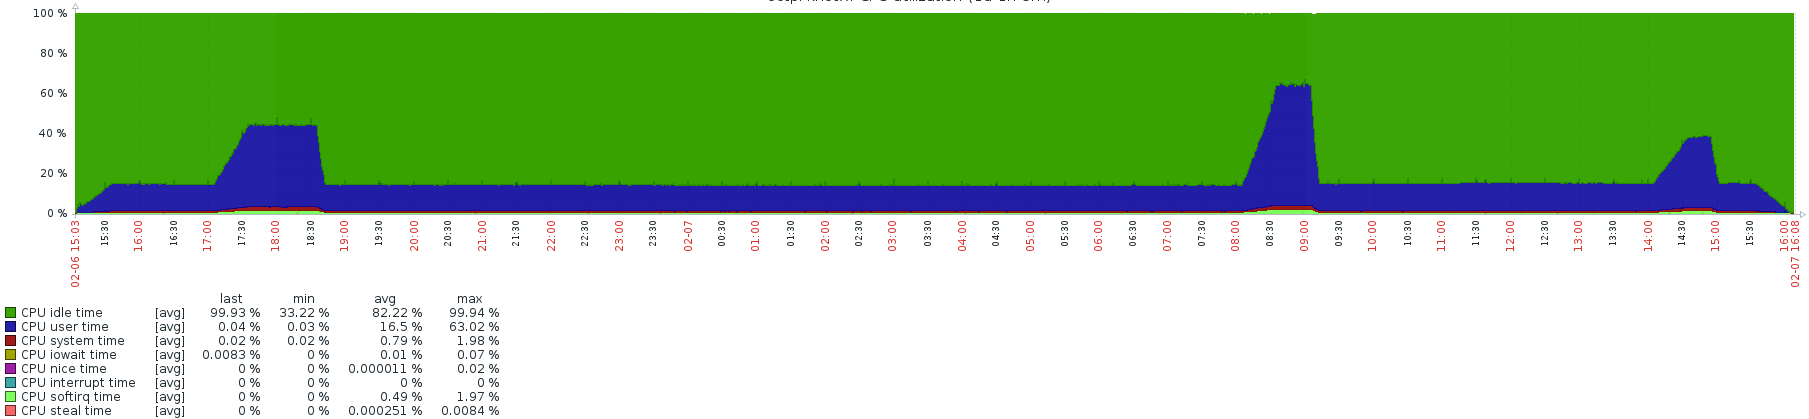 100 %
80 %
60 %
40 %
20 %
0 %
02-06 15:03 15:30 16:00 16:30 17:00 17:30 18:00 18:30 19:00 19:30 20:00 20:30 21:00 21:30 22:00 22:30 23:00 23:30 02-07 00:30 01:00 01:30 02:00 02:30 03:00 03:30 04:00 04:30 05:00 05:30 06:00 06:30 07:00 07:30 08:00 08:30 09:00 09:30 10:00 10:30 11:00 11:30 12:00 12:30 13:00 13:30 14:00 14:30 15:00 15:30 16:00 02-07 16:08
last min avg max
CPU idle time [avg] 99.93 % 33.22 % 82.22 % 99.94 %
CPU user time [avg] 0.04 % 0.03 % 16.5 % 63.02 %
CPU system time [avg] 0.02 % 0.02 % 0.79 % 1.98 %
CPU iowait time [avg] 0.0083 % 0 % 0.01 % 0.07 %
CPU nice time [avg] 0 % 0 % 0.000011 % 0.02 %
CPU interrupt time [avg] 0 % 0 % 0 % 0 %
CPU softirq time [avg] 0 % 0 % 0.49 % 1.97 %
CPU steal time [avg] 0 % 0 % 0.000251 % 0.0084 %